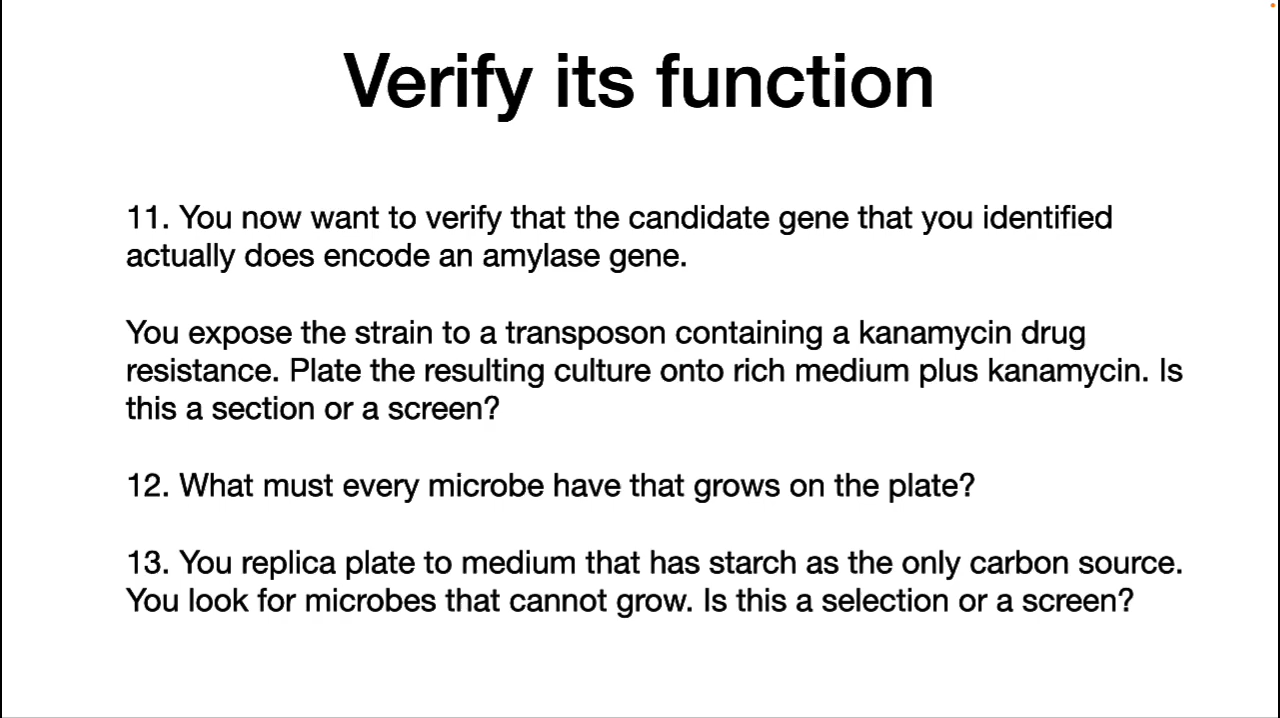 Verify its function
11. You now want to verify that the candidate gene that you identified
actually does encode an amylase gene.
You expose the strain to a transposon containing a kanamycin drug
resistance. Plate the resulting culture onto rich medium plus kanamycin. Is
this a section or a screen?
12. What must every microbe have that grows on the plate?
13. You replica plate to medium that has starch as the only carbon source.
You look for microbes that cannot grow. Is this a selection or a screen?